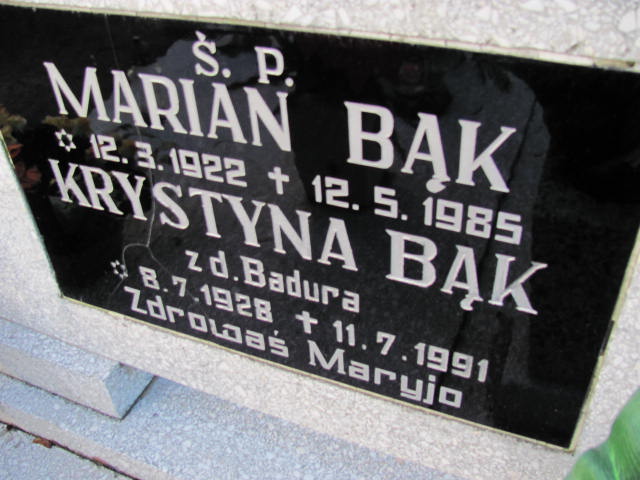 Ś. P.
MARIAN BĄK
✡ 12.3.1922 ✝ 12.5.1985
KRYSTYNA BĄK
z d. Badura
✡ 8.7.1928 ✝ 11.7.1991
Zdrowaś Maryjo